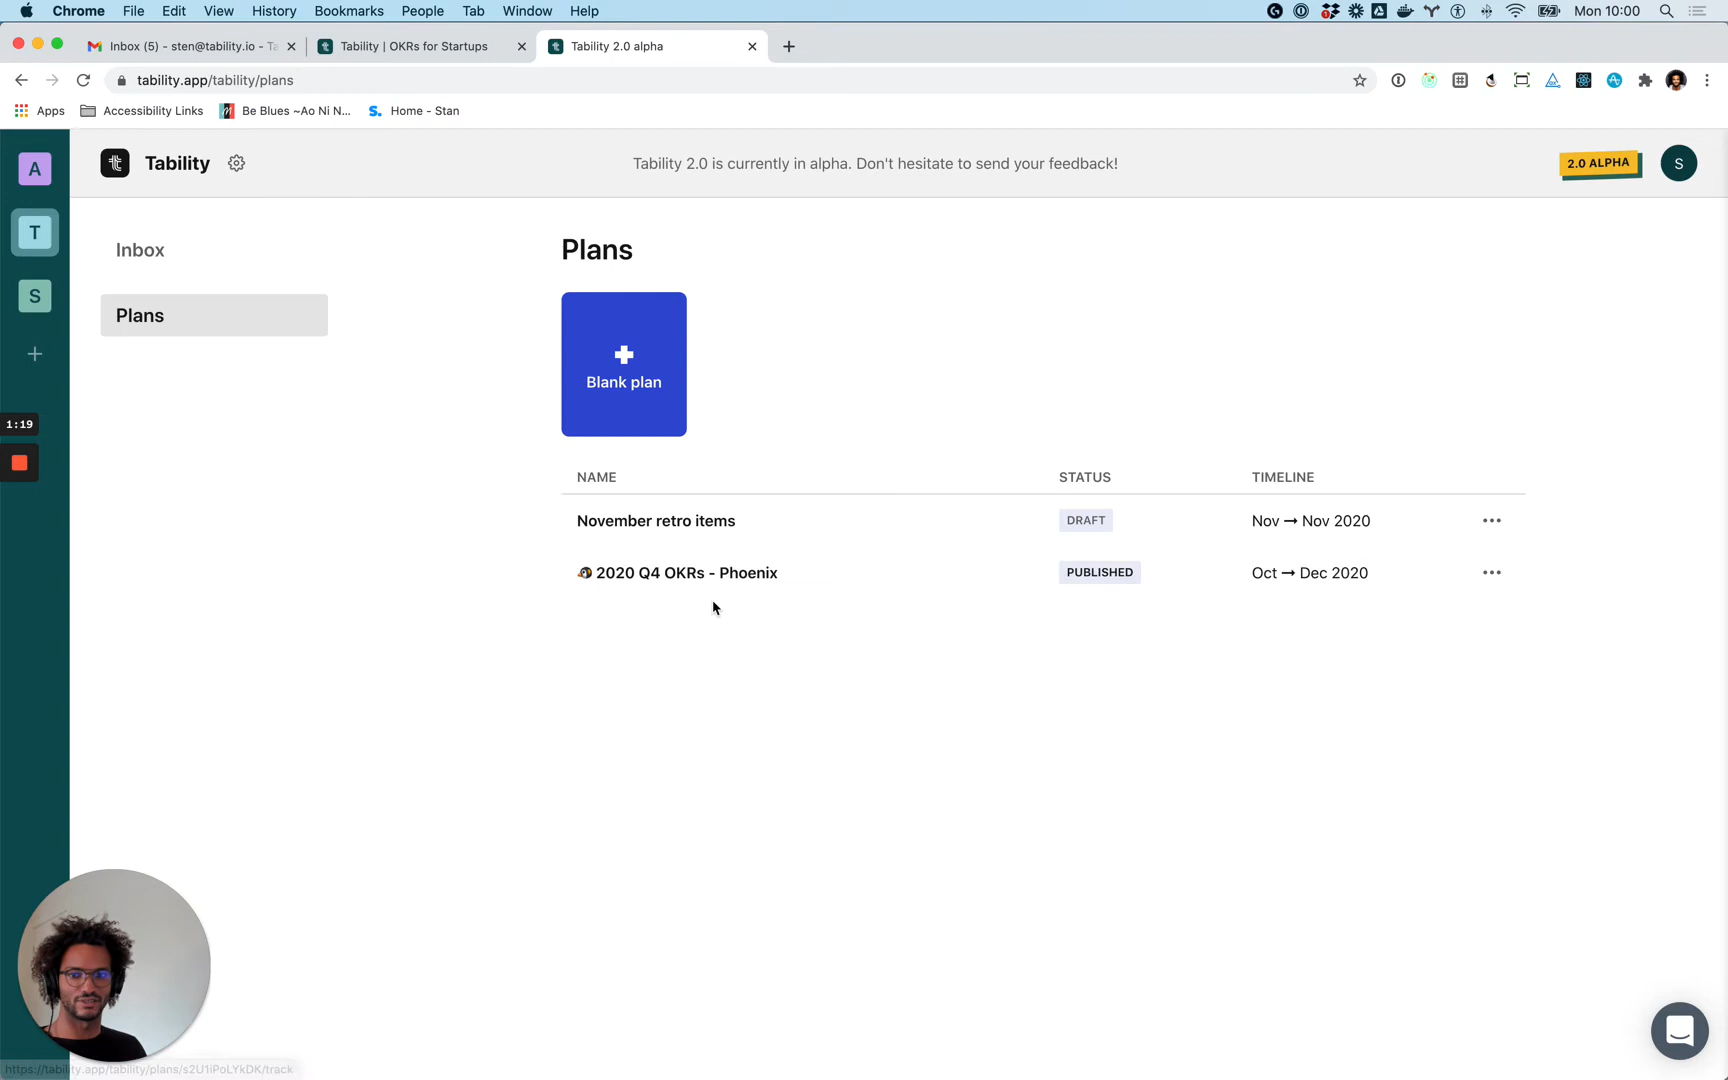 Chrome File Edit View History Bookmarks People Tab Window Help Mon 10:00
Inbox (5) - sten@tability.io - Ta
Tability | OKRs for Startups
Tability 2.0 alpha
tability.app/tability/plans
Apps
Accessibility Links
Be Blues ~Ao Ni N...
Home - Stan
A
Tability
Tability 2.0 is currently in alpha. Don't hesitate to send your feedback!
2.0 ALPHA
S
T
Inbox
Plans
S
Plans
Blank plan
1:19
NAME STATUS TIMELINE
November retro items DRAFT Nov → Nov 2020
2020 Q4 OKRs - Phoenix PUBLISHED Oct → Dec 2020
https://tability.app/tability/plans/s2U1iPoLYkDK/track